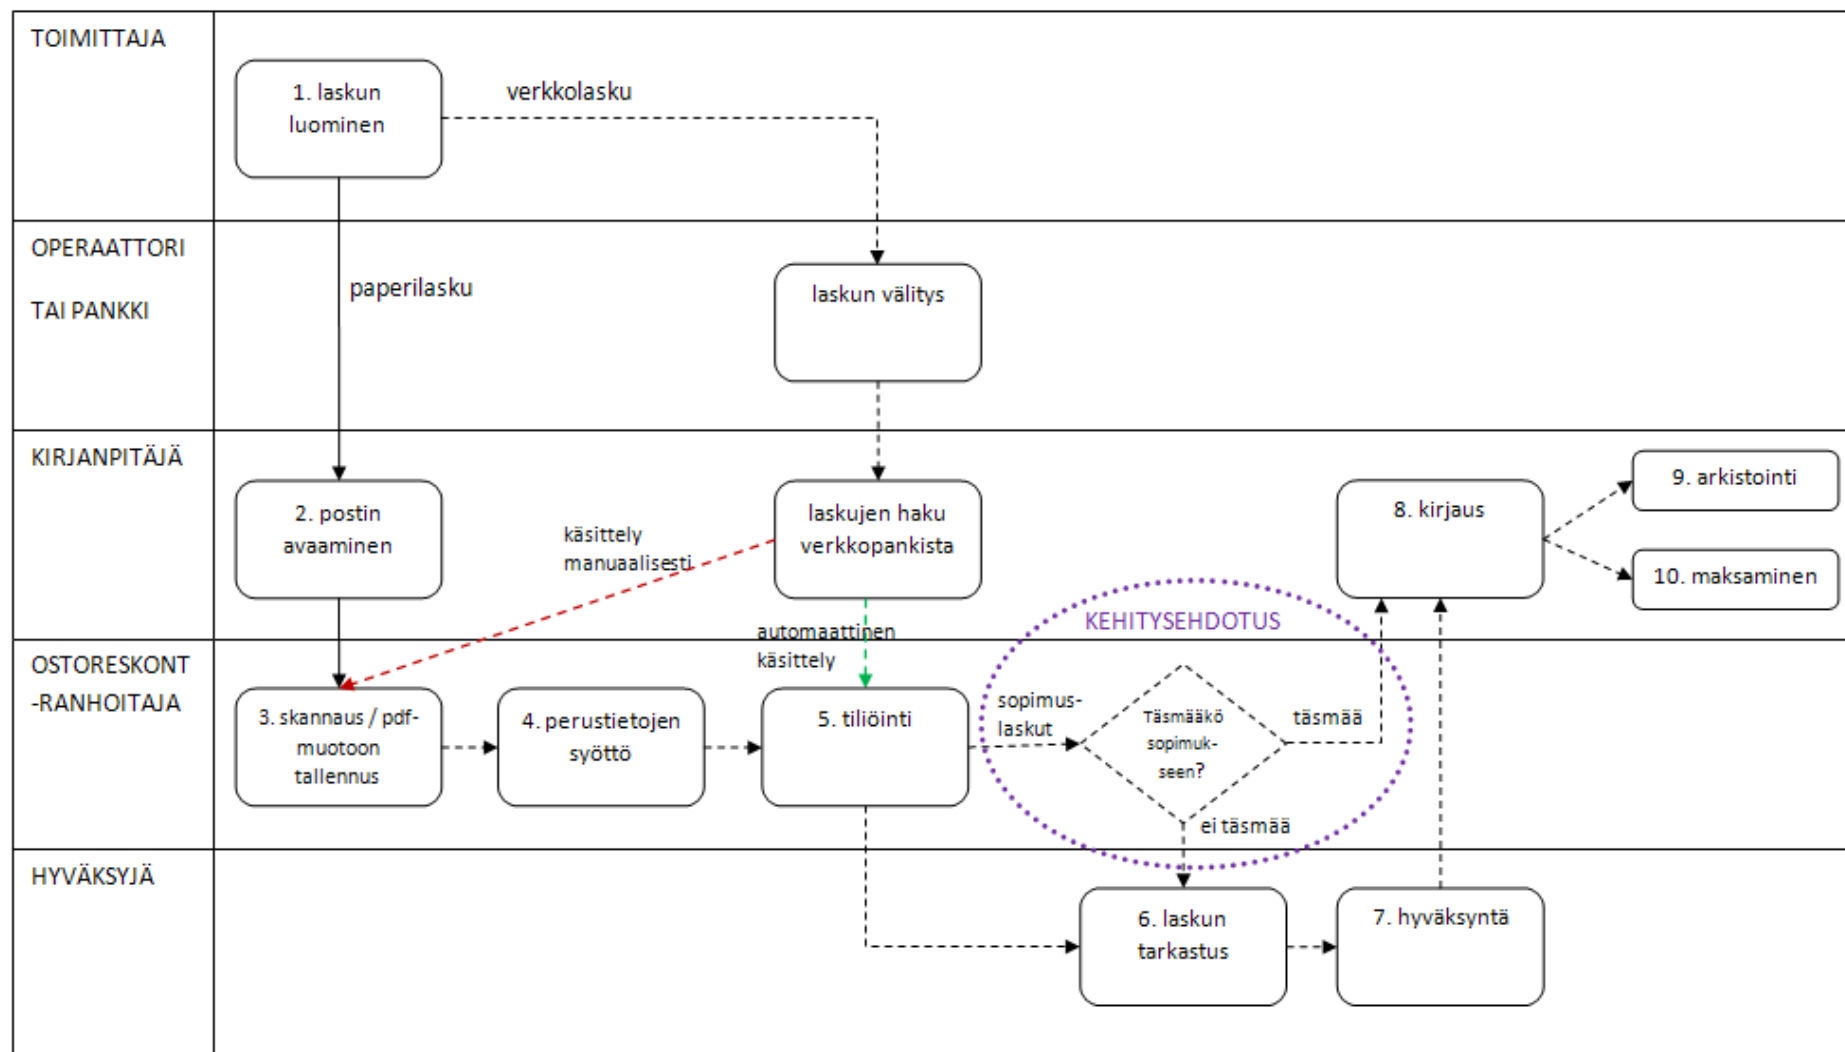 TOIMITTAJA
1. laskun
luominen
verkkolasku
OPERAATTORI
TAI PANKKI
paperilasku
laskun välitys
KIRJANPITÄJÄ
2. postin
avaaminen
käsittely
manuaalisesti
laskujen haku
verkkopankista
8. kirjaus
9. arkistointi
10. maksaminen
KEHITYSEHDOTUS
automaattinen
käsittely
OSTORESKONT
-RANHOITAJA
3. skannaus / pdf-
muotoon
tallennus
4. perustietojen
syöttö
5. tiliöinti
sopimus-
laskut
Täsmääkö
sopimuk-
seen?
täsmää
ei täsmää
HYVÄKSYJÄ
6. laskun
tarkastus
7. hyväksyntä